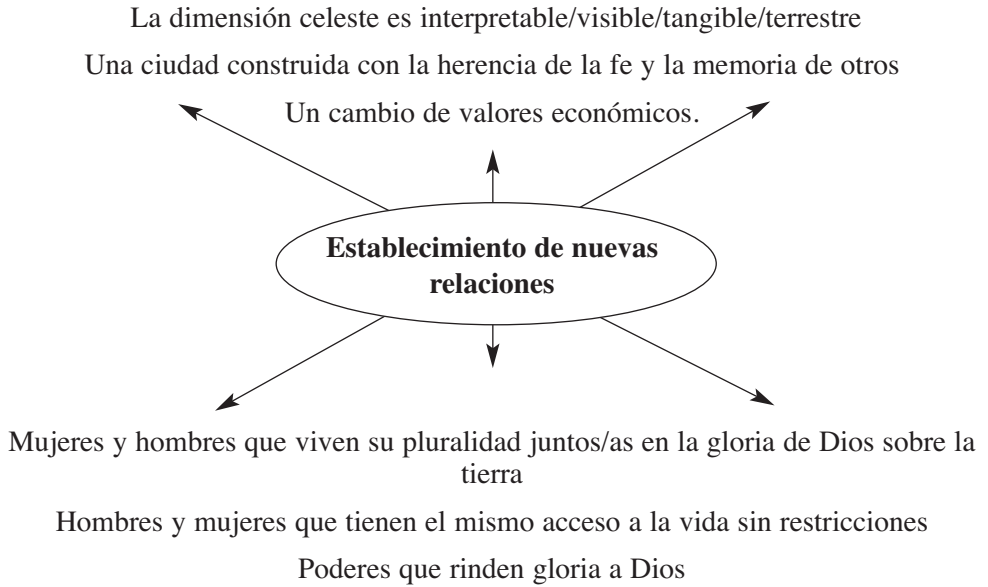 La dimensión celeste es interpretable/visible/tangible/terrestre
Una ciudad construida con la herencia de la fe y la memoria de otros
Un cambio de valores económicos.
Establecimiento de nuevas
relaciones
Mujeres y hombres que viven su pluralidad juntos/as en la gloria de Dios sobre la
tierra
Hombres y mujeres que tienen el mismo acceso a la vida sin restricciones
Poderes que rinden gloria a Dios